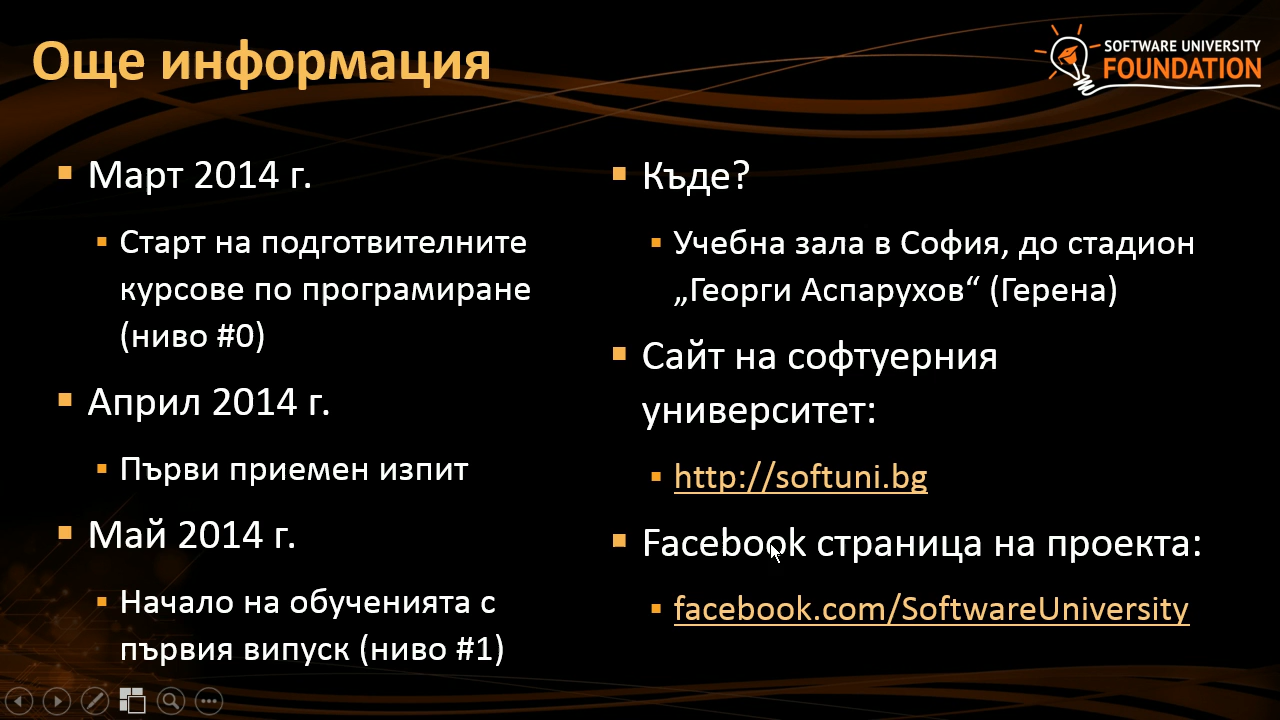 Още информация
SOFTWARE UNIVERSITY
FOUNDATION
Март 2014 г.
Старт на подготвителните
курсове по програмиране
(ниво #0)
Април 2014 г.
Първи приемен изпит
Май 2014 г.
Начало на обученията с
първия випуск (ниво #1)
Къде?
Учебна зала в София, до стадион
„Георги Аспарухов“ (Герена)
Сайт на софтуерния
университет:
http://softuni.bg
Facebook страница на проекта:
facebook.com/SoftwareUniversity